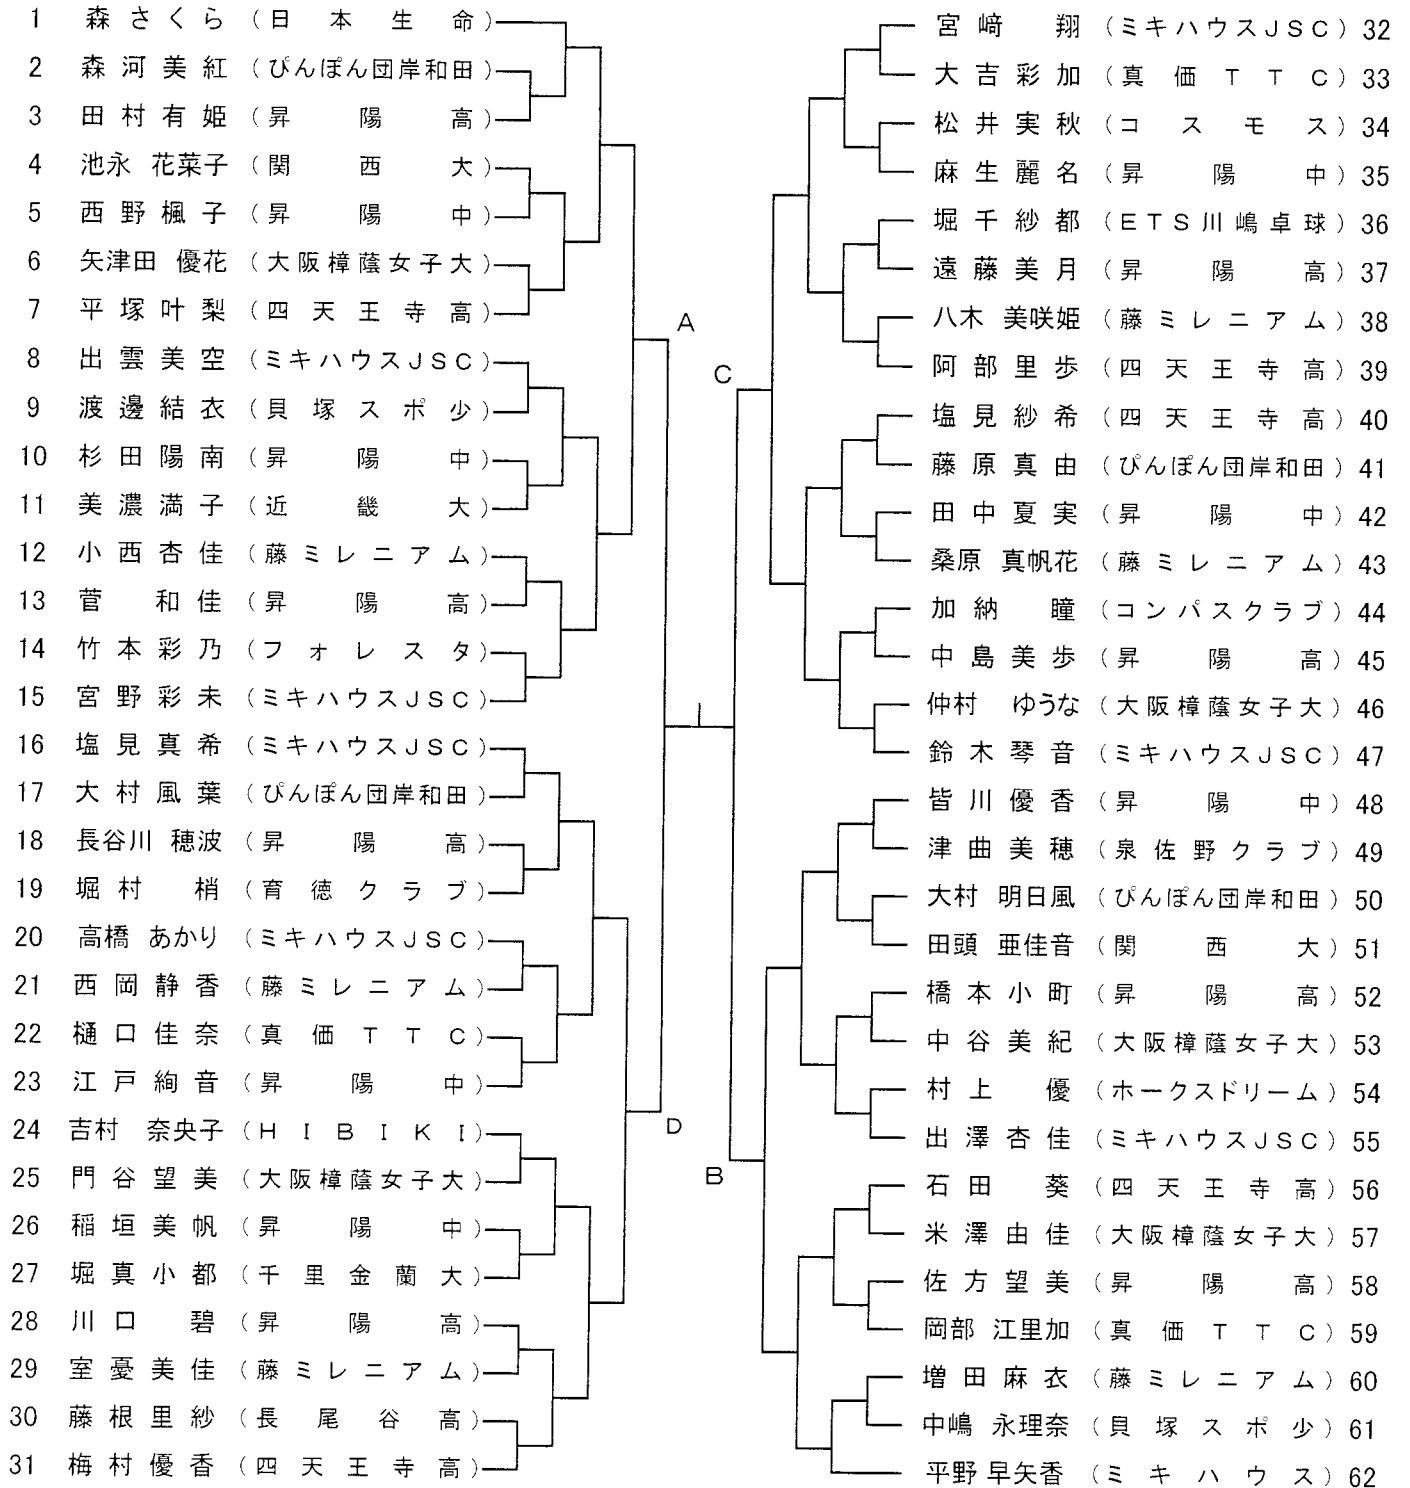 1 森さくら（日本生命）
2 森河美紅（ぴんぽん団岸和田）
3 田村有姫（昇陽高）
4 池永 花菜子（関西大）
5 西野楓子（昇陽中）
6 矢津田 優花（大阪樟蔭女子大）
7 平塚叶梨（四天王寺高）
8 出雲美空（ミキハウスJSC）
9 渡邊結衣（貝塚スポ少）
10 杉田陽南（昇陽中）
11 美濃満子（近畿大）
12 小西杏佳（藤ミレニアム）
13 菅 和佳（昇陽高）
14 竹本彩乃（フォレスタ）
15 宮野彩未（ミキハウスJSC）
16 塩見真希（ミキハウスJSC）
17 大村風葉（ぴんぽん団岸和田）
18 長谷川 穂波（昇陽高）
19 堀村 梢（育徳クラブ）
20 高橋 あかり（ミキハウスJSC）
21 西岡静香（藤ミレニアム）
22 樋口佳奈（真価TTC）
23 江戸絢音（昇陽中）
24 吉村 奈央子（HIBIKI）
25 門谷望美（大阪樟蔭女子大）
26 稲垣美帆（昇陽中）
27 堀真小都（千里金蘭大）
28 川口 碧（昇陽高）
29 室憂美佳（藤ミレニアム）
30 藤根里紗（長尾谷高）
31 梅村優香（四天王寺高）
A
D
C
B
宮﨑 翔（ミキハウスJSC）32
大吉彩加（真価TTC）33
松井実秋（コスモス）34
麻生麗名（昇陽中）35
堀千紗都（ETS川嶋卓球）36
遠藤美月（昇陽高）37
八木 美咲姫（藤ミレニアム）38
阿部里歩（四天王寺高）39
塩見紗希（四天王寺高）40
藤原真由（ぴんぽん団岸和田）41
田中夏実（昇陽中）42
桑原 真帆花（藤ミレニアム）43
加納 瞳（コンパスクラブ）44
中島美歩（昇陽高）45
仲村 ゆうな（大阪樟蔭女子大）46
鈴木琴音（ミキハウスJSC）47
皆川優香（昇陽中）48
津曲美穂（泉佐野クラブ）49
大村 明日風（ぴんぽん団岸和田）50
田頭 亜佳音（関西大）51
橋本小町（昇陽高）52
中谷美紀（大阪樟蔭女子大）53
村上 優（ホークスドリーム）54
出澤杏佳（ミキハウスJSC）55
石田 葵（四天王寺高）56
米澤由佳（大阪樟蔭女子大）57
佐方望美（昇陽高）58
岡部 江里加（真価TTC）59
増田麻衣（藤ミレニアム）60
中嶋 永理奈（貝塚スポ少）61
平野 早矢香（ミキハウス）62